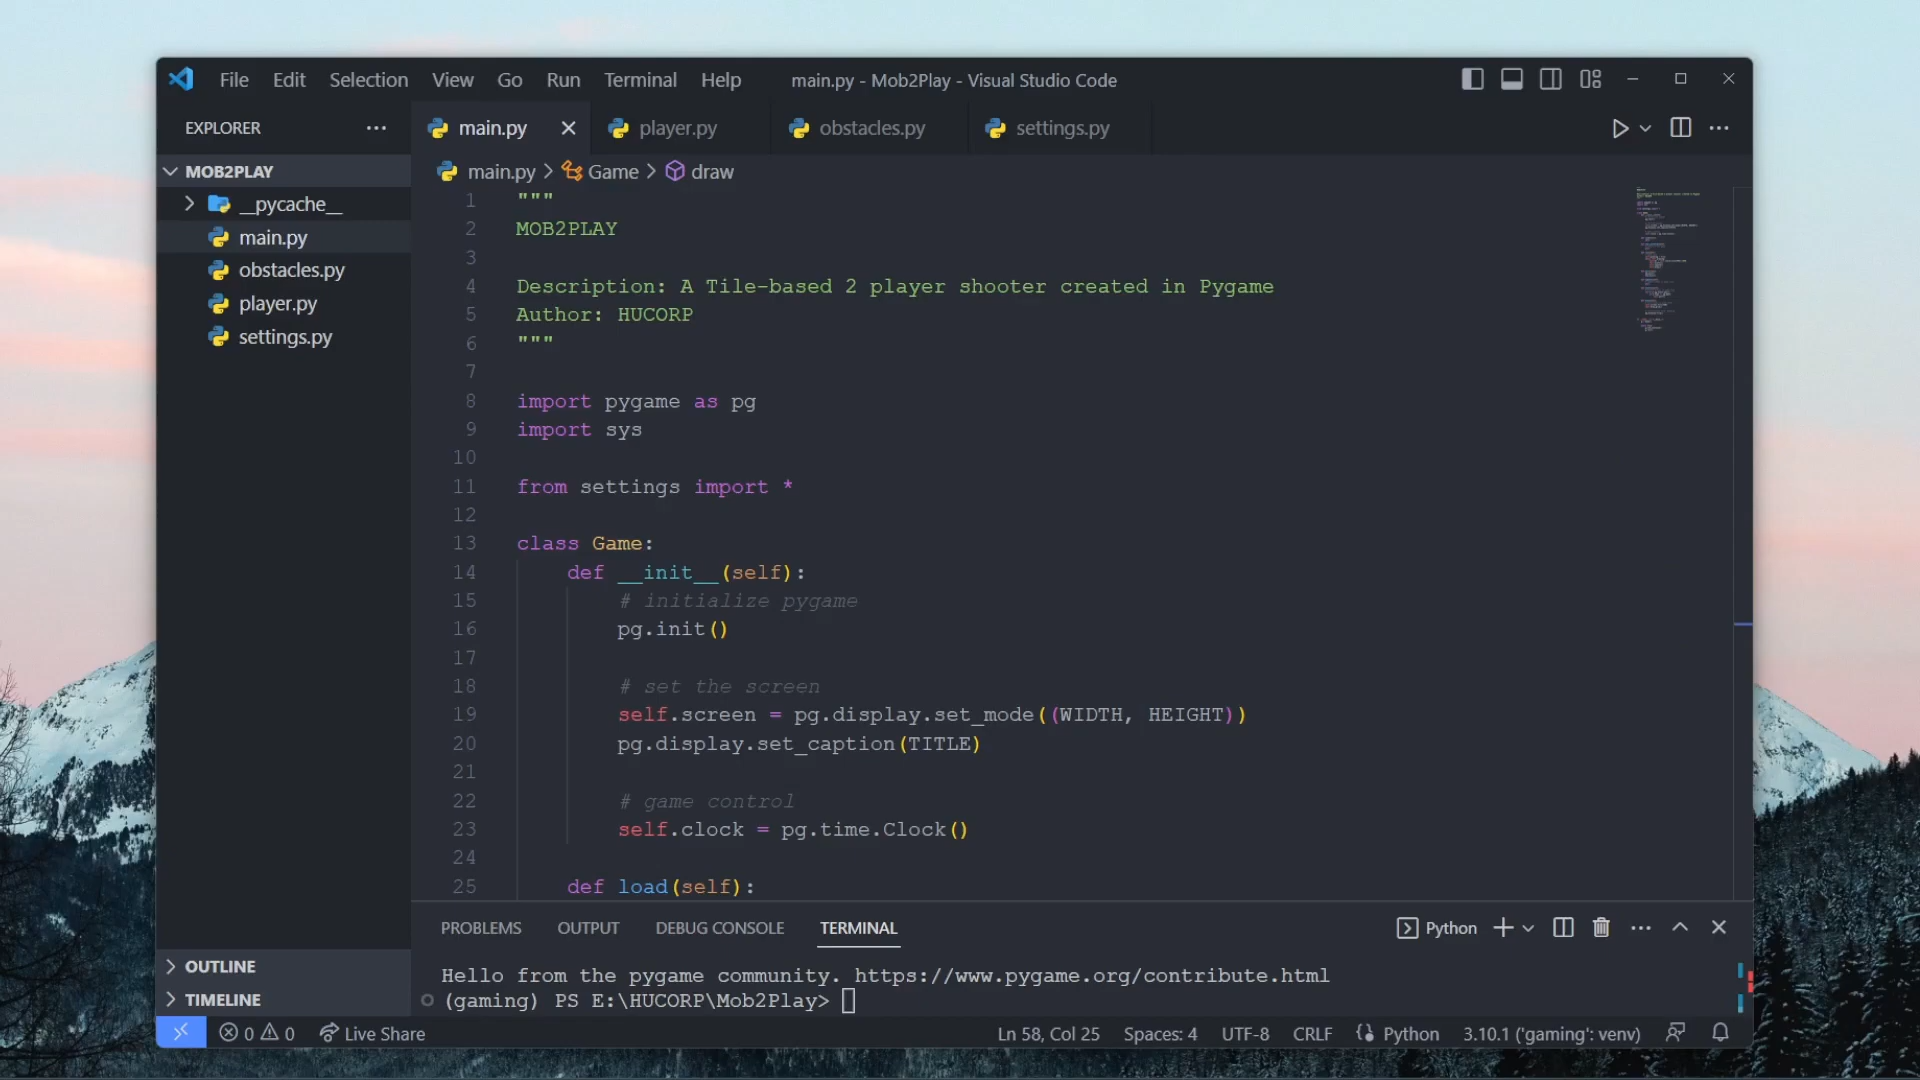 File Edit Selection View Go Run Terminal Help main.py - Mob2Play - Visual Studio Code
EXPLORER
main.py player.py obstacles.py settings.py
MOB2PLAY
__pycache__
main.py
obstacles.py
player.py
settings.py
OUTLINE
TIMELINE
main.py > Game > draw
1 """
2 MOB2PLAY
3
4 Description: A Tile-based 2 player shooter created in Pygame
5 Author: HUCORP
6 """
7
8 import pygame as pg
9 import sys
10
11 from settings import *
12
13 class Game:
14 def __init__(self):
15 # initialize pygame
16 pg.init()
17
18 # set the screen
19 self.screen = pg.display.set_mode((WIDTH, HEIGHT))
20 pg.display.set_caption(TITLE)
21
22 # game control
23 self.clock = pg.time.Clock()
24
25 def load(self):
PROBLEMS OUTPUT DEBUG CONSOLE TERMINAL Python
Hello from the pygame community. https://www.pygame.org/contribute.html
(gaming) PS E:\HUCORP\Mob2Play>
0 0 Live Share Ln 58, Col 25 Spaces: 4 UTF-8 CRLF Python 3.10.1 ('gaming': venv)